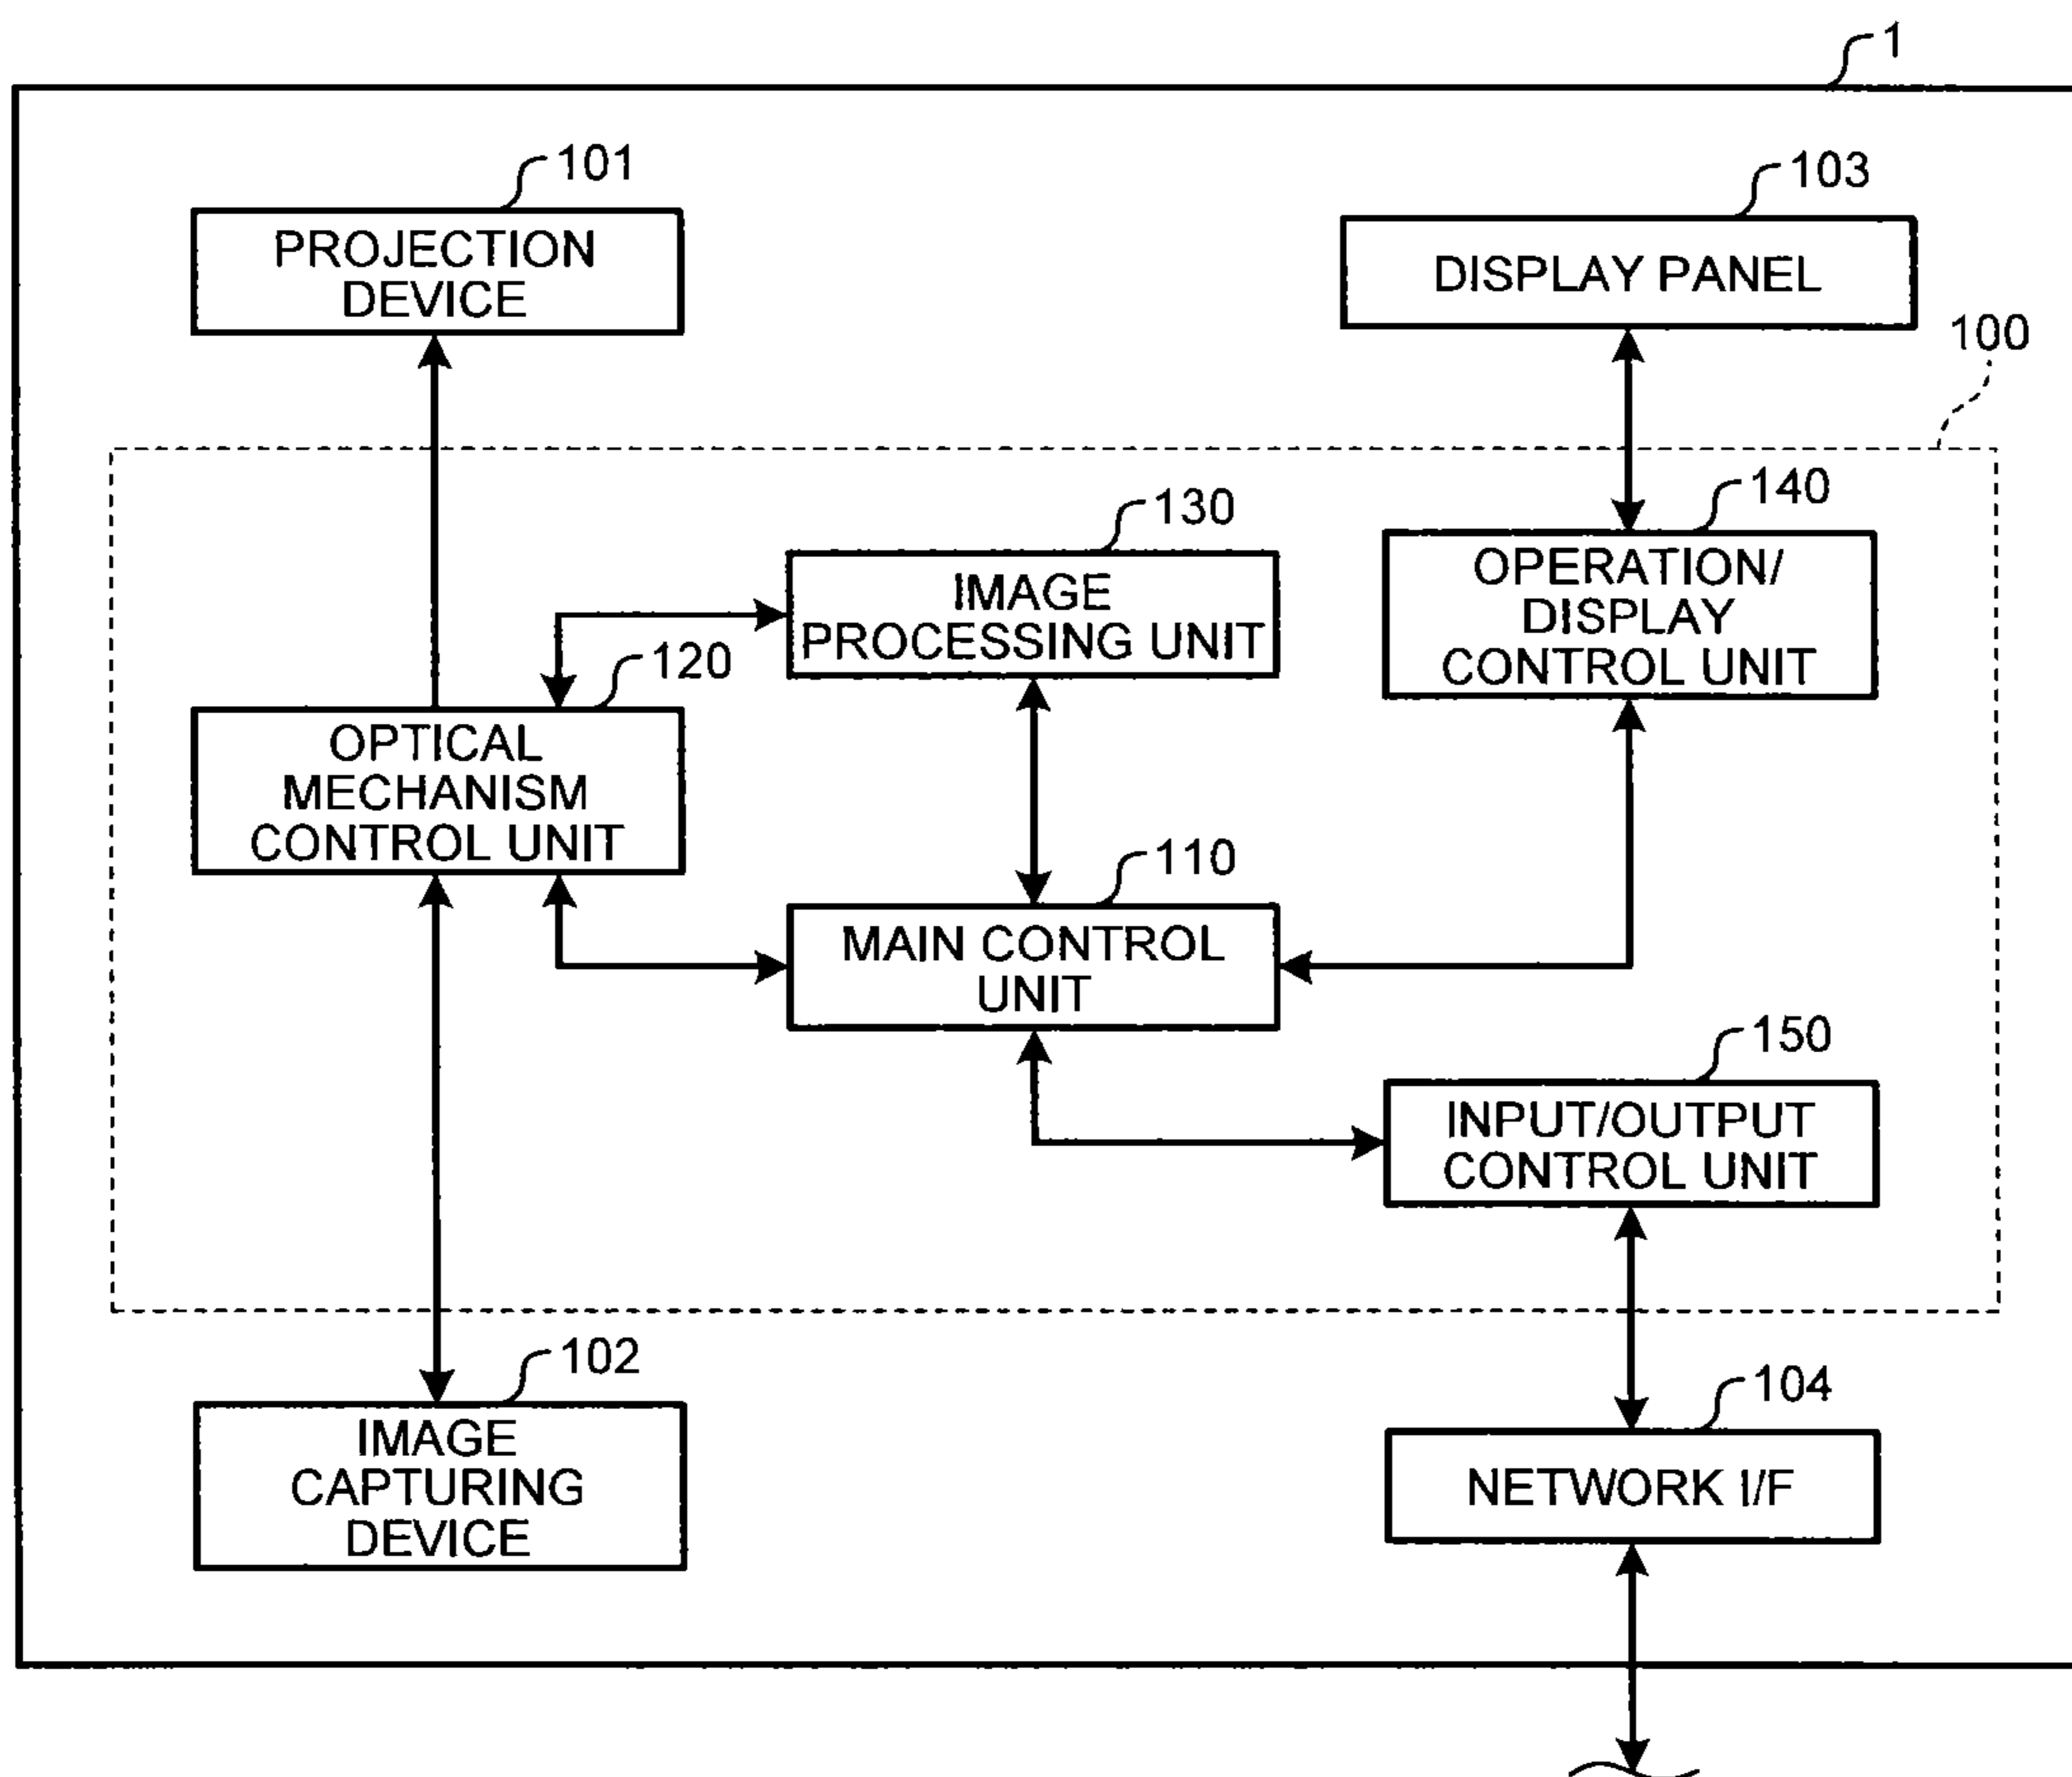 1
101
PROJECTION
DEVICE
103
DISPLAY PANEL
100
130
IMAGE
PROCESSING UNIT
140
OPERATION/
DISPLAY
CONTROL UNIT
120
OPTICAL
MECHANISM
CONTROL UNIT
110
MAIN CONTROL
UNIT
150
INPUT/OUTPUT
CONTROL UNIT
102
IMAGE
CAPTURING
DEVICE
104
NETWORK I/F